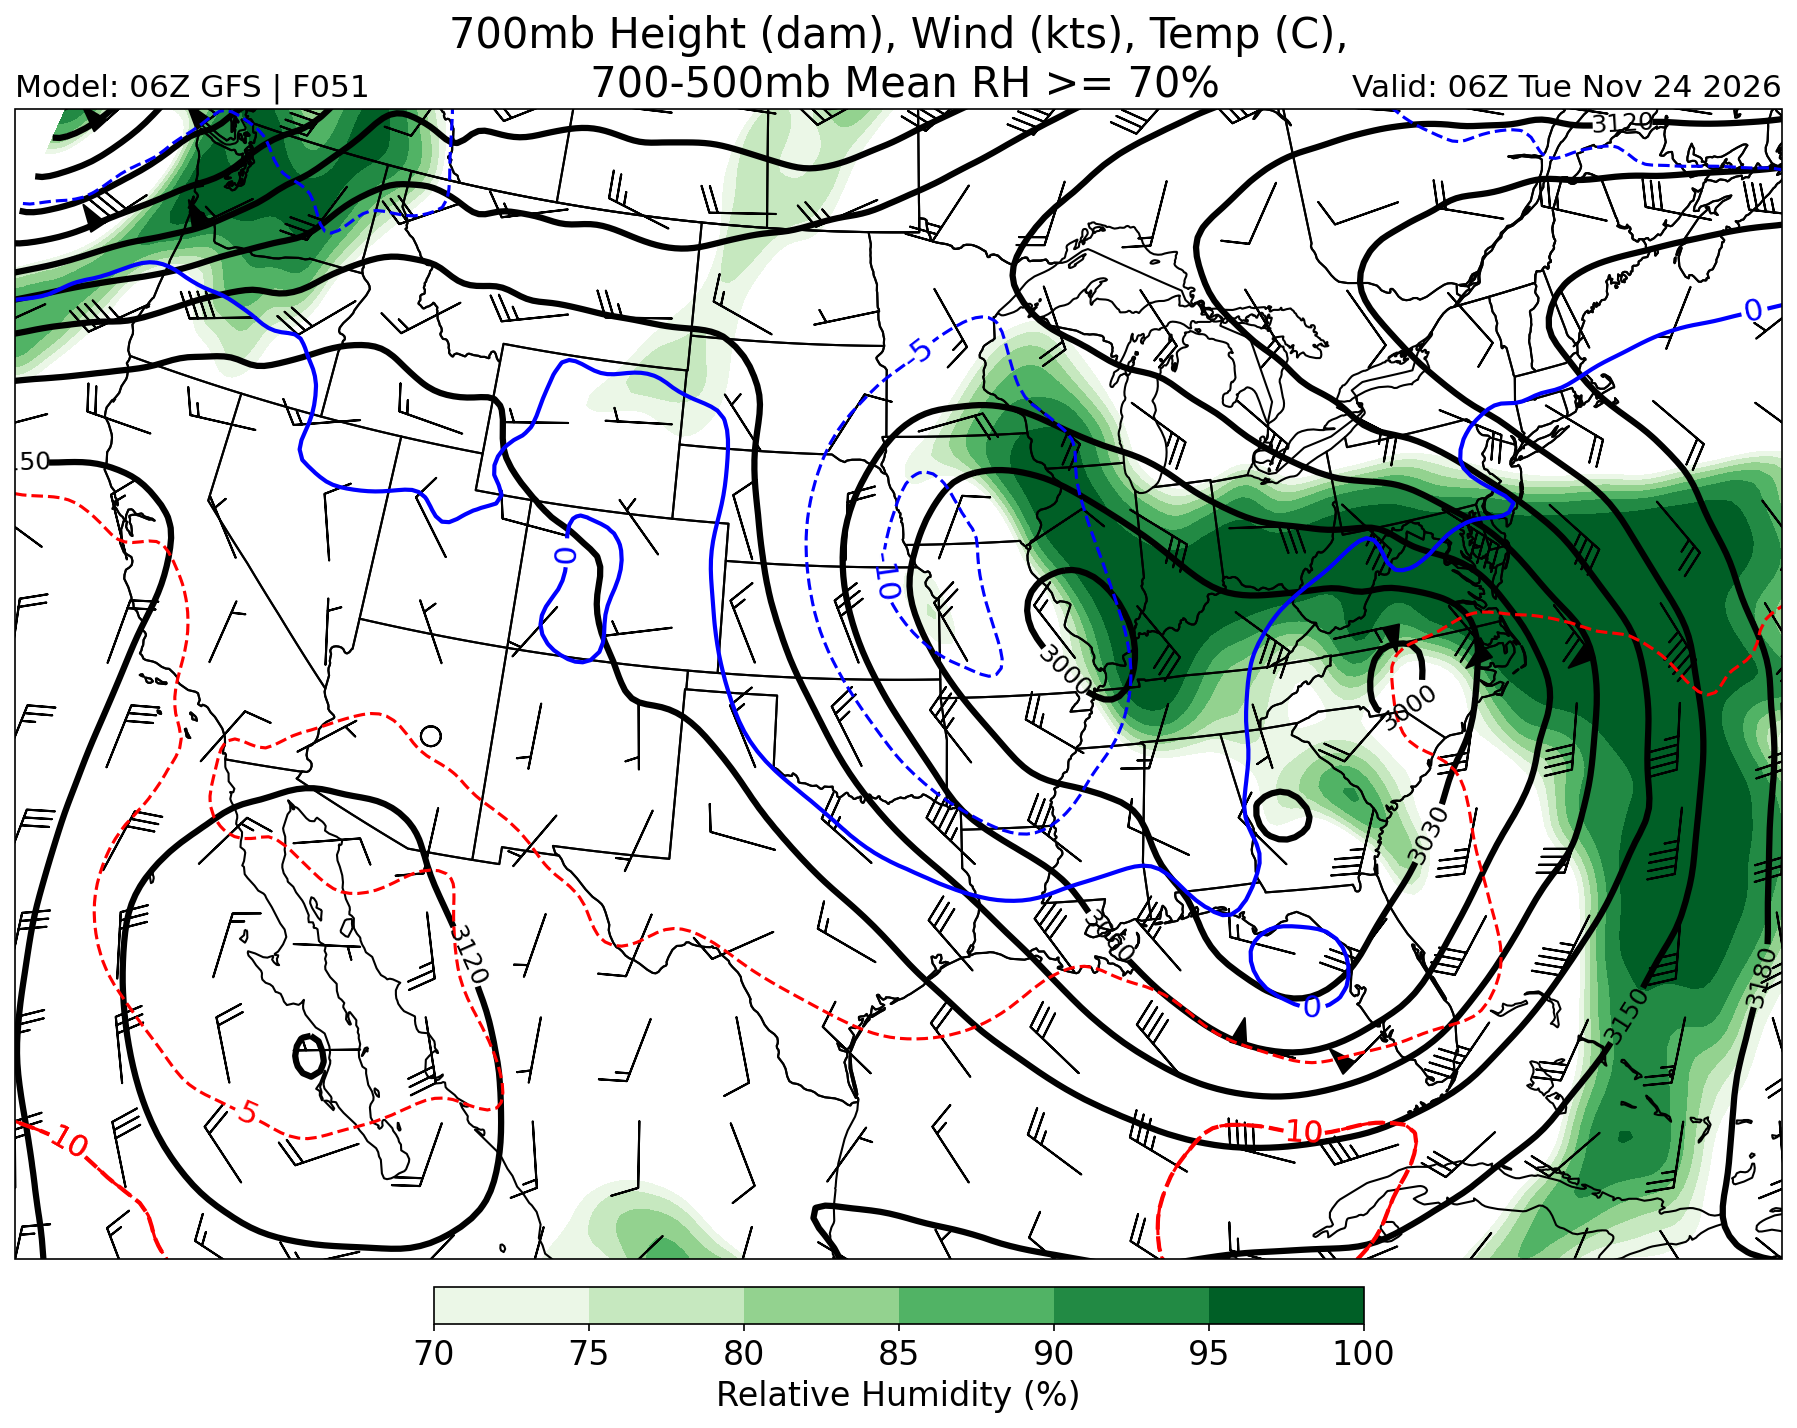 700mb Height (dam), Wind (kts), Temp (C),
Model: 06Z GFS | F051
700-500mb Mean RH >= 70%
Valid: 06Z Tue Nov 24 2026
3120
0
-5
150
0
-10
3000
3000
3030
3060
3120
0
3180
3150
5
10
10
70 75 80 85 90 95 100
Relative Humidity (%)